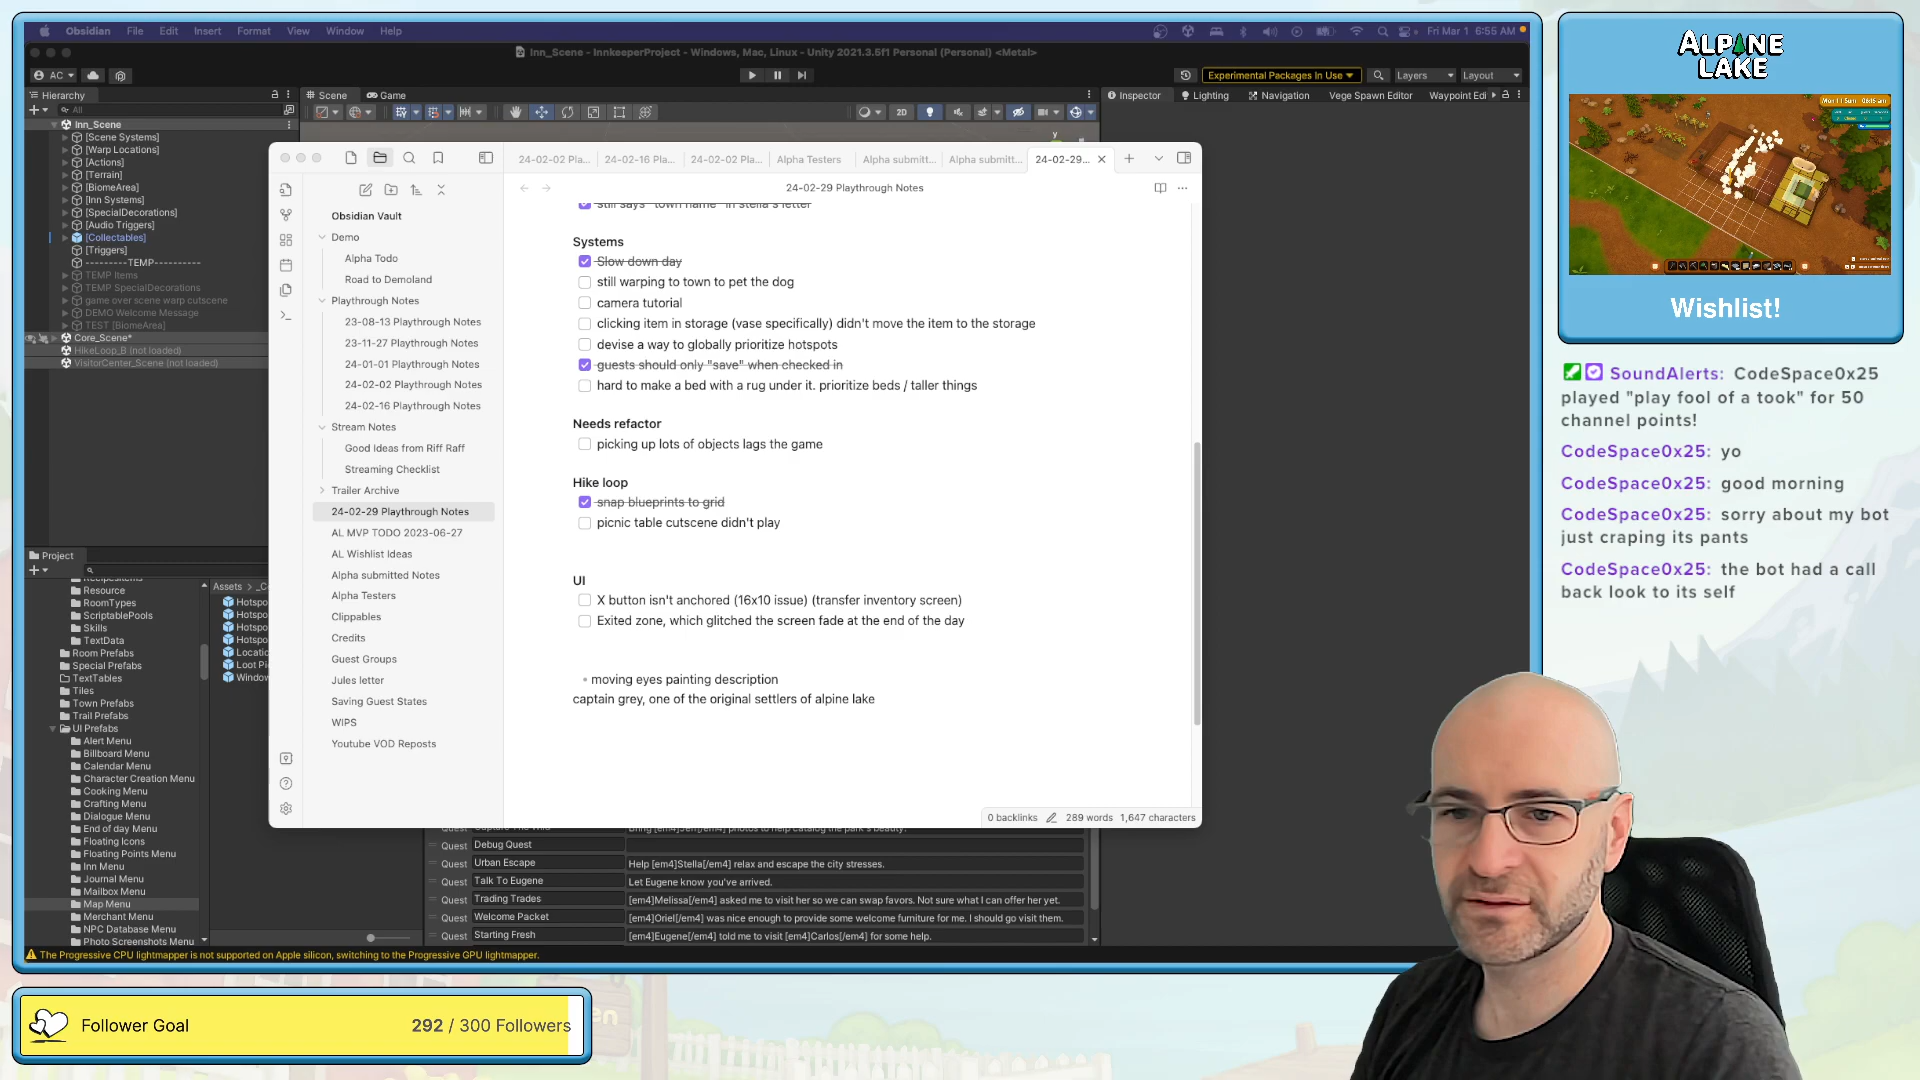 Obsidian File Edit Insert Format View Window Help
Fri Mar 1 6:55 AM
Inn_Scene - InnkeeperProject - Windows, Mac, Linux - Unity 2021.3.5f1 Personal (Personal) <Metal>
AC
Experimental Packages In Use
Layers
Layout
Hierarchy
Scene
Game
Inspector
Lighting
Navigation
Vege Spawn Editor
Waypoint Edi
All
2D
Inn_Scene
[Scene Systems]
[Warp Locations]
[Actions]
[Terrain]
[BiomeArea]
[Inn Systems]
[SpecialDecorations]
[Audio Triggers]
[Collectables]
[Triggers]
---------TEMP----------
TEMP Items
TEMP SpecialDecorations
game over scene warp cutscene
DEMO Welcome Message
TEST [BiomeArea]
Core_Scene*
HikeLoop_B (not loaded)
VisitorCenter_Scene (not loaded)
y
24-02-02 Pla...
24-02-16 Pla...
24-02-02 Pla...
Alpha Testers
Alpha submitt...
Alpha submitt...
24-02-29...
24-02-29 Playthrough Notes
Obsidian Vault
Demo
Alpha Todo
Road to Demoland
Playthrough Notes
23-08-13 Playthrough Notes
23-11-27 Playthrough Notes
24-01-01 Playthrough Notes
24-02-02 Playthrough Notes
24-02-16 Playthrough Notes
Stream Notes
Good Ideas from Riff Raff
Streaming Checklist
Trailer Archive
24-02-29 Playthrough Notes
AL MVP TODO 2023-06-27
AL Wishlist Ideas
Alpha submitted Notes
Alpha Testers
Clippables
Credits
Guest Groups
Jules letter
Saving Guest States
WIPS
Youtube VOD Reposts
still says "town name" in stella's letter
Systems
Slow down day
still warping to town to pet the dog
camera tutorial
clicking item in storage (vase specifically) didn't move the item to the storage
devise a way to globally prioritize hotspots
guests should only "save" when checked in
hard to make a bed with a rug under it. prioritize beds / taller things
Needs refactor
picking up lots of objects lags the game
Hike loop
snap blueprints to grid
picnic table cutscene didn't play
UI
X button isn't anchored (16x10 issue) (transfer inventory screen)
Exited zone, which glitched the screen fade at the end of the day
• moving eyes painting description
captain grey, one of the original settlers of alpine lake
0 backlinks
289 words
1,647 characters
Project
Assets > _C
Resource
RoomTypes
ScriptablePools
Skills
TextData
Room Prefabs
Special Prefabs
TextTables
Tiles
Town Prefabs
Trail Prefabs
UI Prefabs
Alert Menu
Billboard Menu
Calendar Menu
Character Creation Menu
Cooking Menu
Crafting Menu
Dialogue Menu
End of day Menu
Floating Icons
Floating Points Menu
Inn Menu
Journal Menu
Mailbox Menu
Map Menu
Merchant Menu
NPC Database Menu
Photo Screenshots Menu
Hotspo
Hotspo
Hotspo
Hotspo
Locatio
Loot Pi
Window
Quest
Quest Debug Quest
Quest Urban Escape Help [em4]Stella[/em4] relax and escape the city stresses.
Quest Talk To Eugene Let Eugene know you've arrived.
Quest Trading Trades [em4]Melissa[/em4] asked me to visit her so we can swap favors. Not sure what I can offer her yet.
Quest Welcome Packet [em4]Oriel[/em4] was nice enough to provide some welcome furniture for me. I should go visit them.
Quest Starting Fresh [em4]Eugene[/em4] told me to visit [em4]Carlos[/em4] for some help.
The Progressive CPU lightmapper is not supported on Apple silicon, switching to the Progressive GPU lightmapper.
Follower Goal
292 / 300 Followers
ALPINE
LAKE
Wishlist!
SoundAlerts: CodeSpace0x25
played "play fool of a took" for 50
channel points!
CodeSpace0x25: yo
CodeSpace0x25: good morning
CodeSpace0x25: sorry about my bot
just craping its pants
CodeSpace0x25: the bot had a call
back look to its self